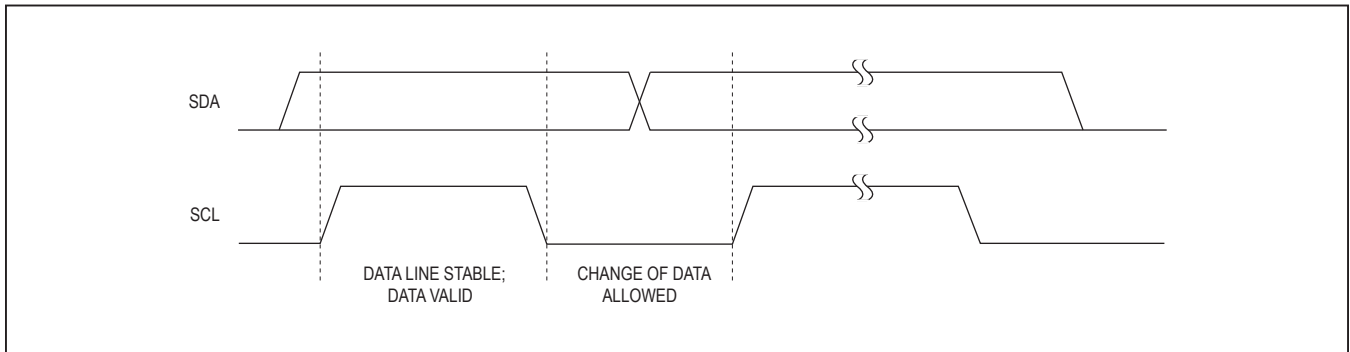 SDA
SCL
DATA LINE STABLE;
DATA VALID
CHANGE OF DATA
ALLOWED